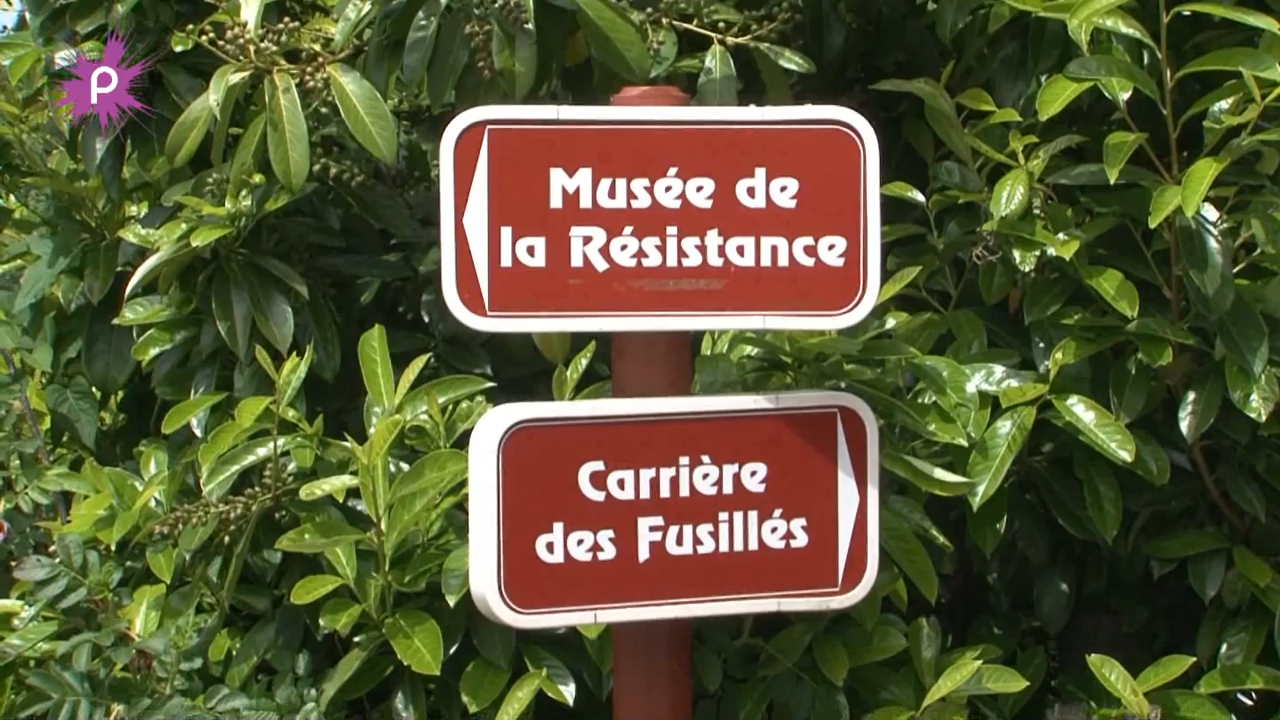 P
Musée de
la Résistance
Carrière
des Fusillés